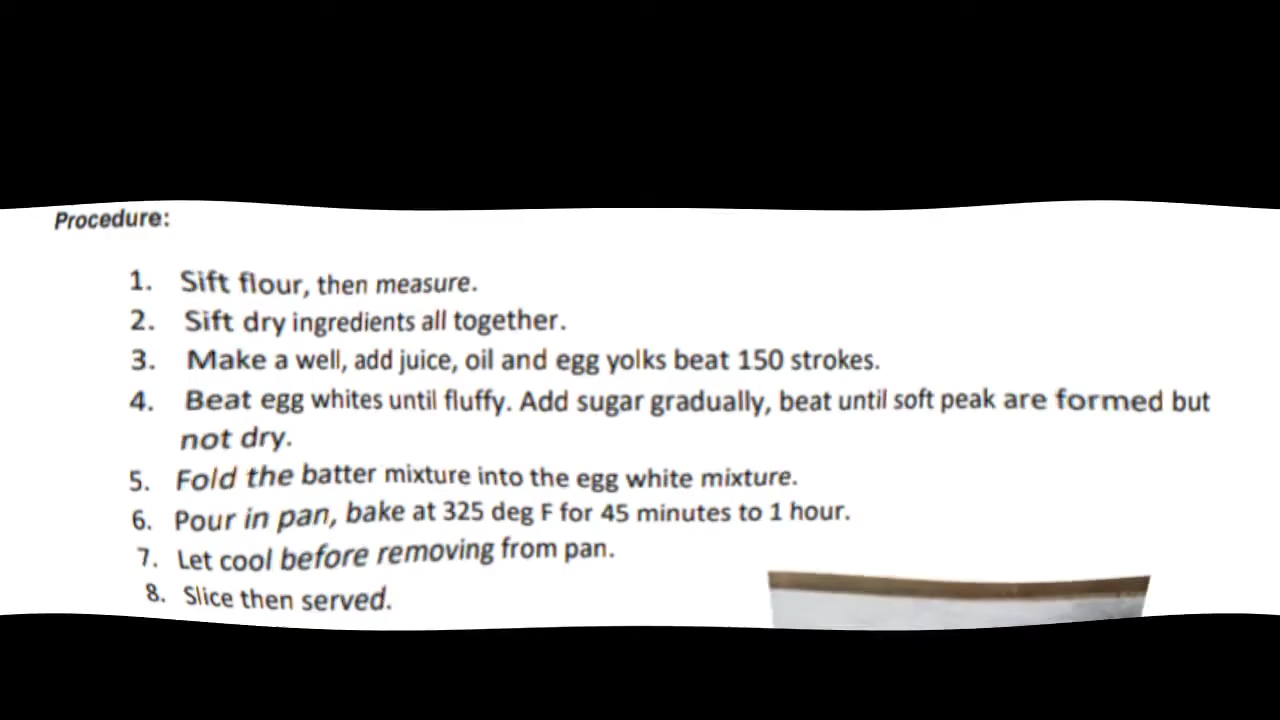 Procedure:
1. Sift flour, then measure.
2. Sift dry ingredients all together.
3. Make a well, add juice, oil and egg yolks beat 150 strokes.
4. Beat egg whites until fluffy. Add sugar gradually, beat until soft peak are formed but
not dry.
5. Fold the batter mixture into the egg white mixture.
6. Pour in pan, bake at 325 deg F for 45 minutes to 1 hour.
7. Let cool before removing from pan.
8. Slice then served.